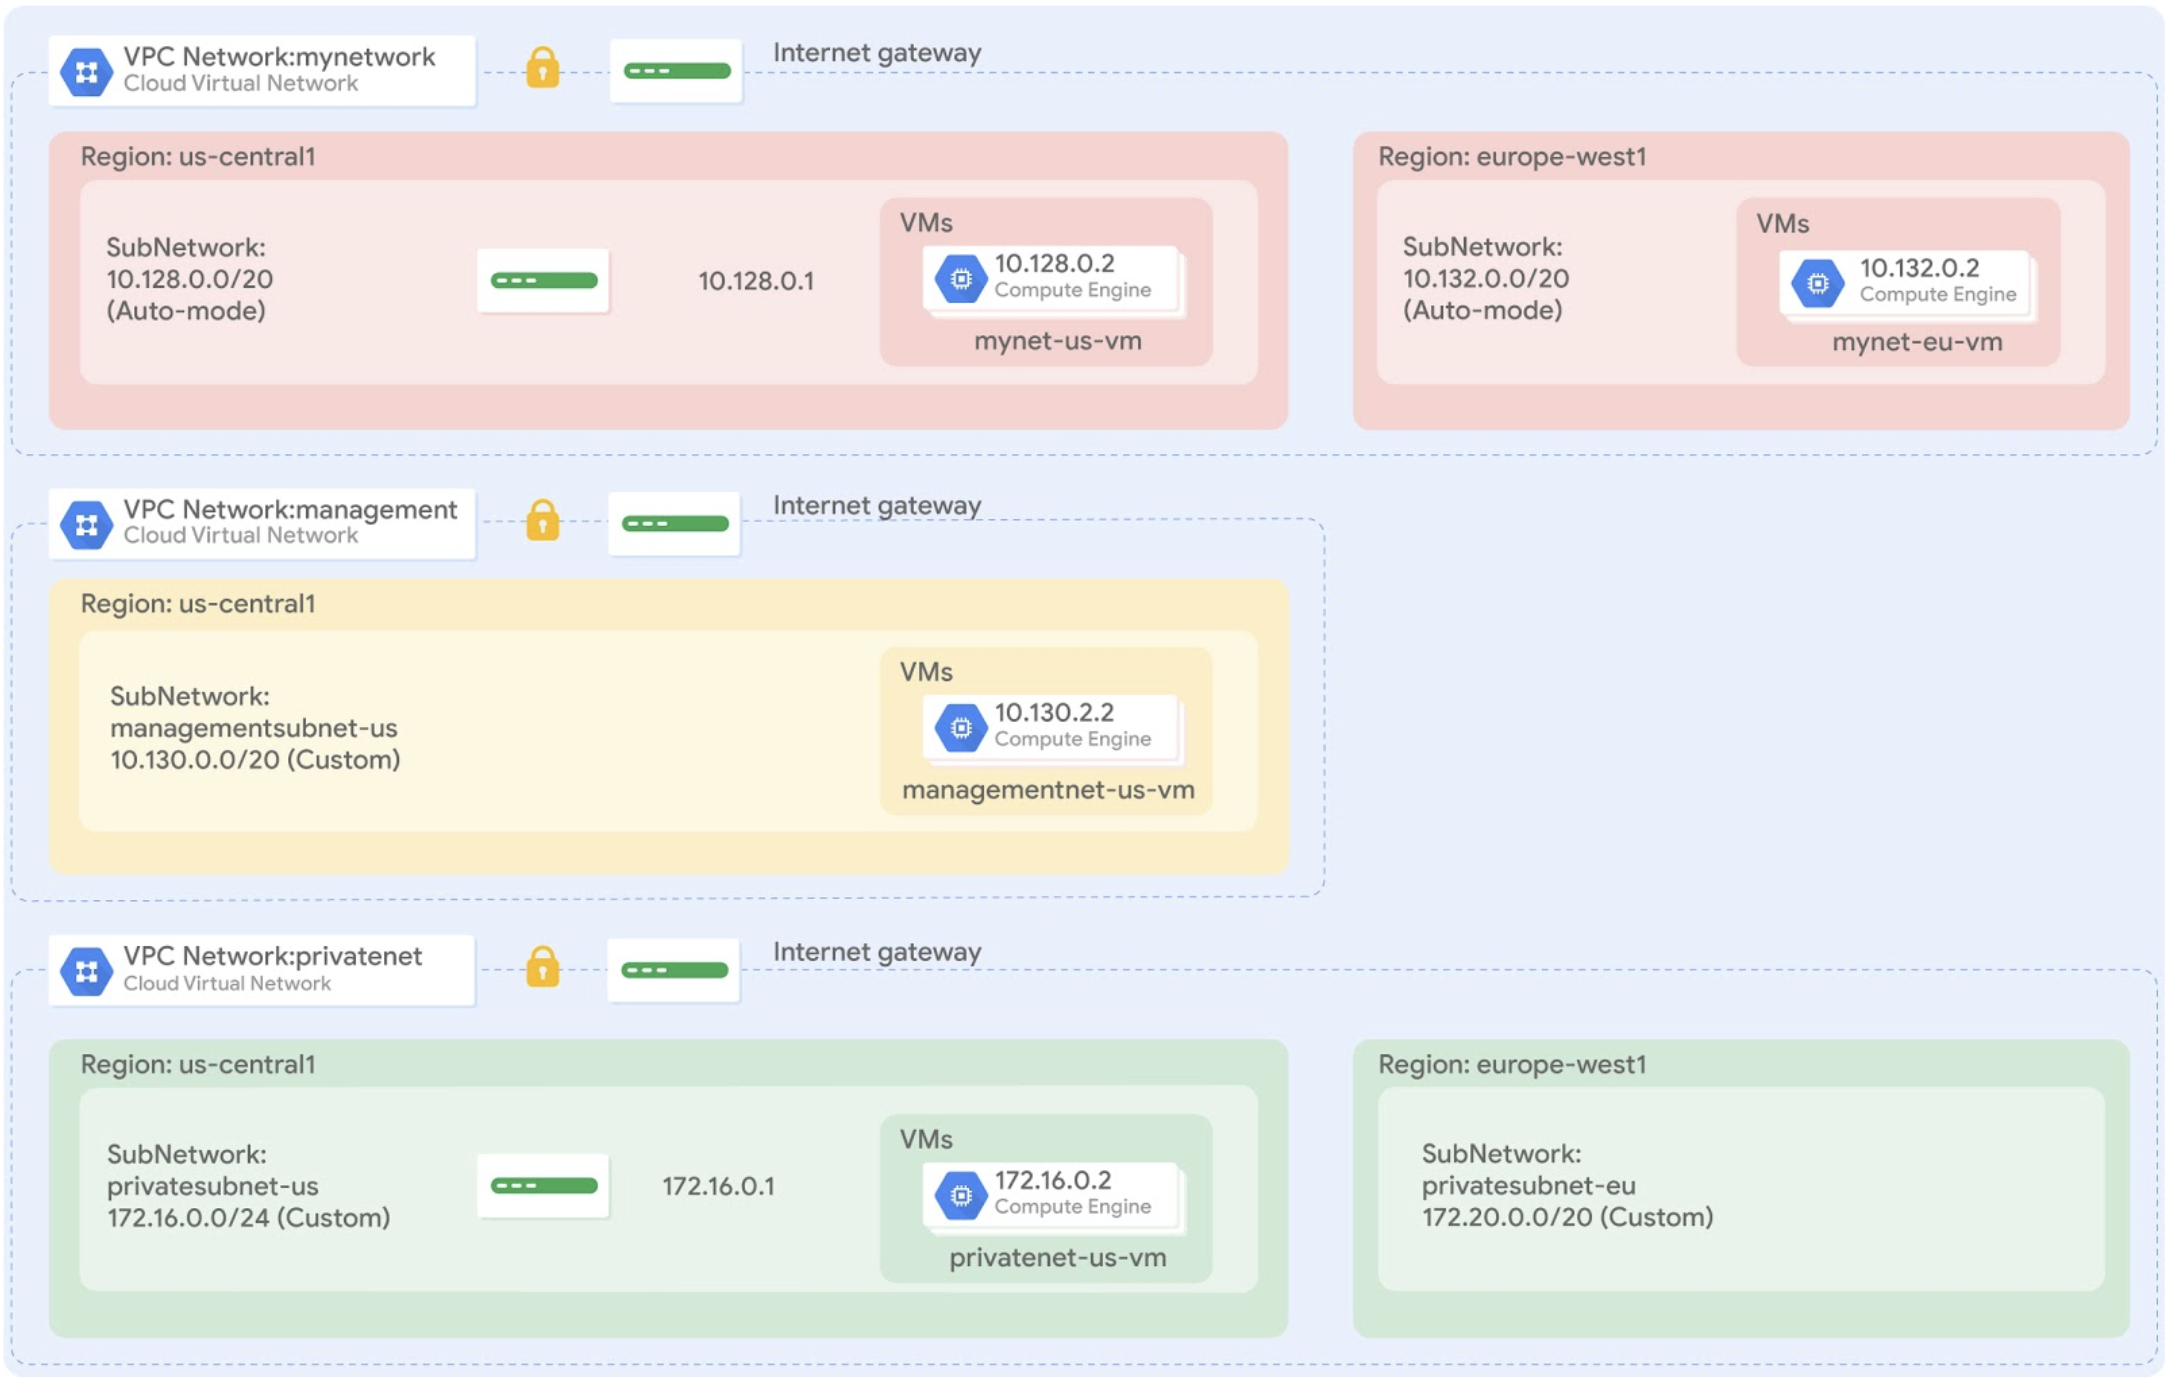 VPC Network:mynetwork
Cloud Virtual Network
Internet gateway
Region: us-central1
SubNetwork:
10.128.0.0/20
(Auto-mode)
10.128.0.1
VMs
10.128.0.2
Compute Engine
mynet-us-vm
Region: europe-west1
SubNetwork:
10.132.0.0/20
(Auto-mode)
VMs
10.132.0.2
Compute Engine
mynet-eu-vm
VPC Network:management
Cloud Virtual Network
Internet gateway
Region: us-central1
SubNetwork:
managementsubnet-us
10.130.0.0/20 (Custom)
VMs
10.130.2.2
Compute Engine
managementnet-us-vm
VPC Network:privatenet
Cloud Virtual Network
Internet gateway
Region: us-central1
SubNetwork:
privatesubnet-us
172.16.0.0/24 (Custom)
172.16.0.1
VMs
172.16.0.2
Compute Engine
privatenet-us-vm
Region: europe-west1
SubNetwork:
privatesubnet-eu
172.20.0.0/20 (Custom)